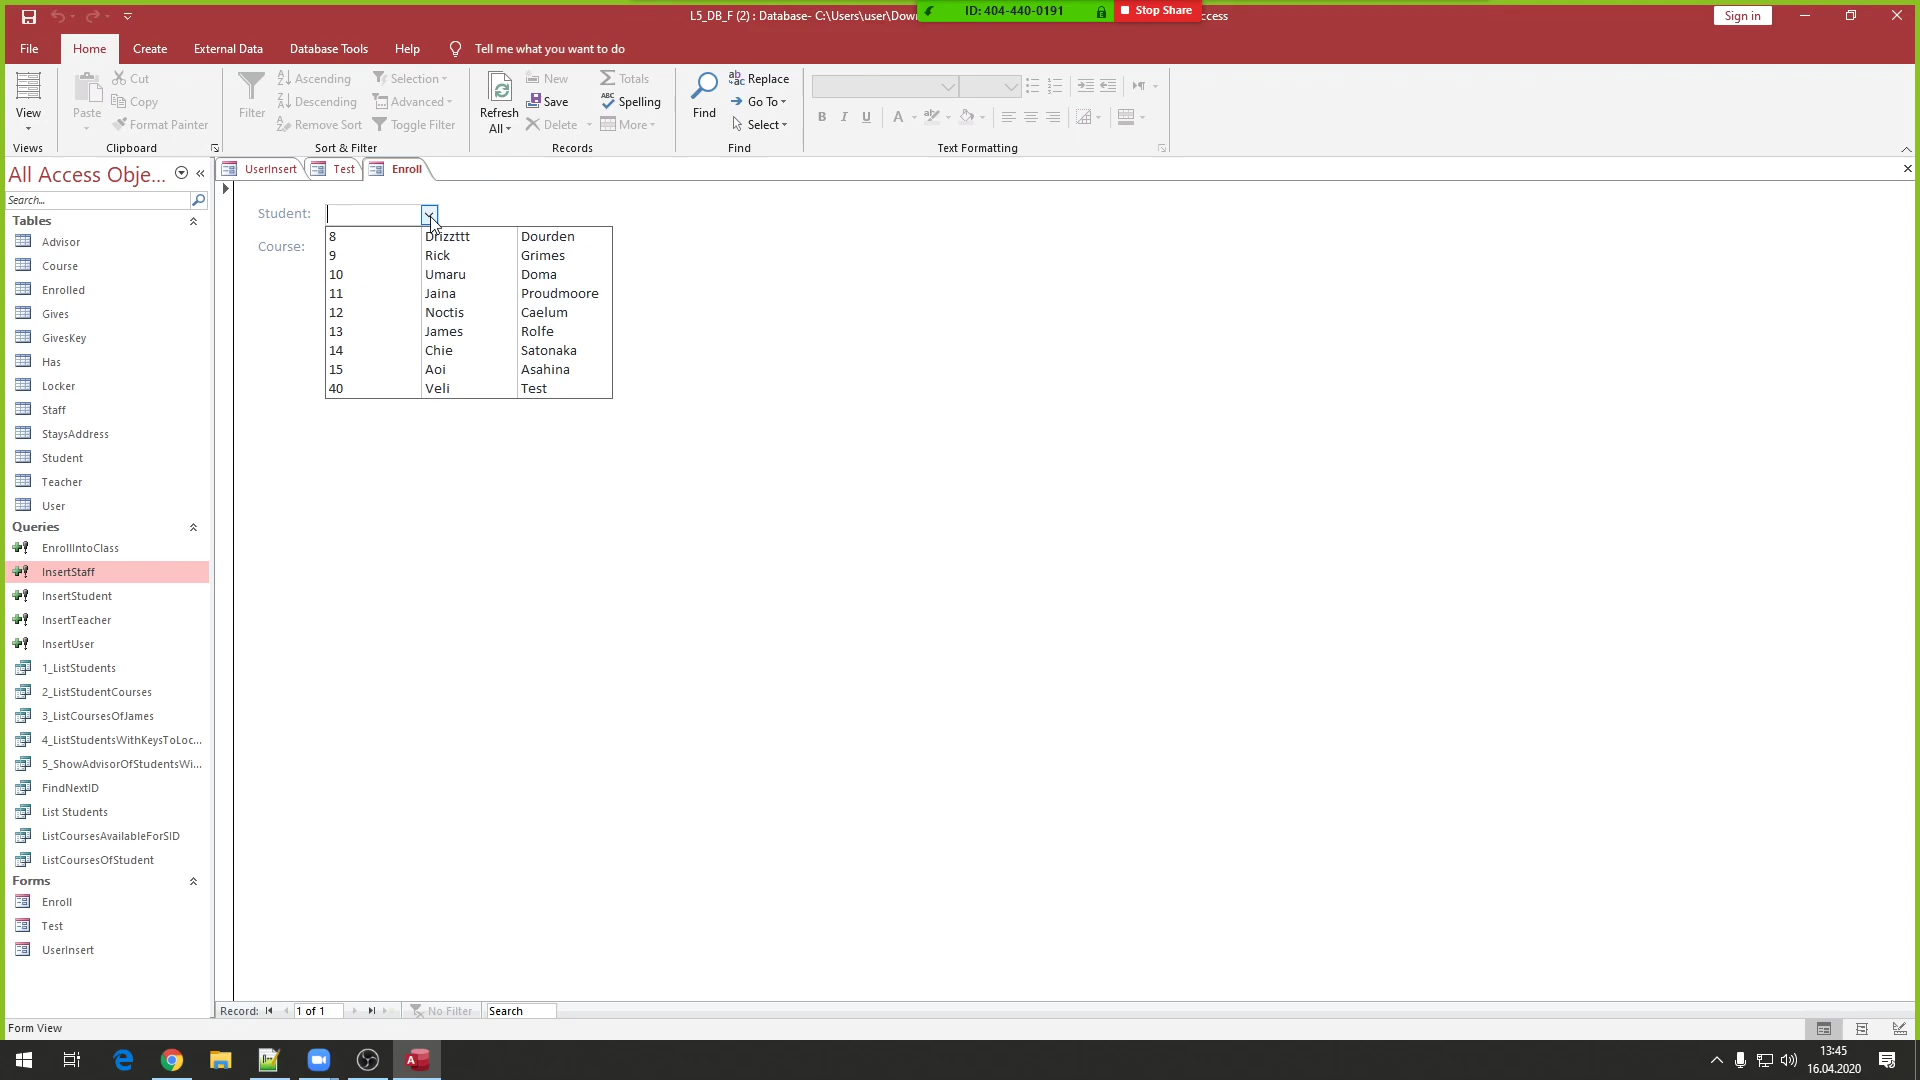 L5_DB_F (2) : Database- C:\Users\user\Dow
ID: 404-440-0191
Stop Share
ccess
Sign in
File
Home
Create
External Data
Database Tools
Help
Tell me what you want to do
View
Views
Paste
Cut
Copy
Format Painter
Clipboard
Filter
Ascending
Descending
Remove Sort
Selection
Advanced
Toggle Filter
Sort & Filter
Refresh
All
New
Save
Delete
Totals
Spelling
More
Records
Find
Replace
Go To
Select
Find
B I U
A
Text Formatting
All Access Obje...
Search...
UserInsert
Test
Enroll
Tables
Advisor
Course
Enrolled
Gives
GivesKey
Has
Locker
Staff
StaysAddress
Student
Teacher
User
Queries
EnrollIntoClass
InsertStaff
InsertStudent
InsertTeacher
InsertUser
1_ListStudents
2_ListStudentCourses
3_ListCoursesOfJames
4_ListStudentsWithKeysToLoc...
5_ShowAdvisorOfStudentsWi...
FindNextID
List Students
ListCoursesAvailableForSID
ListCoursesOfStudent
Forms
Enroll
Test
UserInsert
Student:
Course:
8 Drizzttt Dourden
9 Rick Grimes
10 Umaru Doma
11 Jaina Proudmoore
12 Noctis Caelum
13 James Rolfe
14 Chie Satonaka
15 Aoi Asahina
40 Veli Test
Record: 1 of 1 No Filter Search
Form View
13:45
16.04.2020